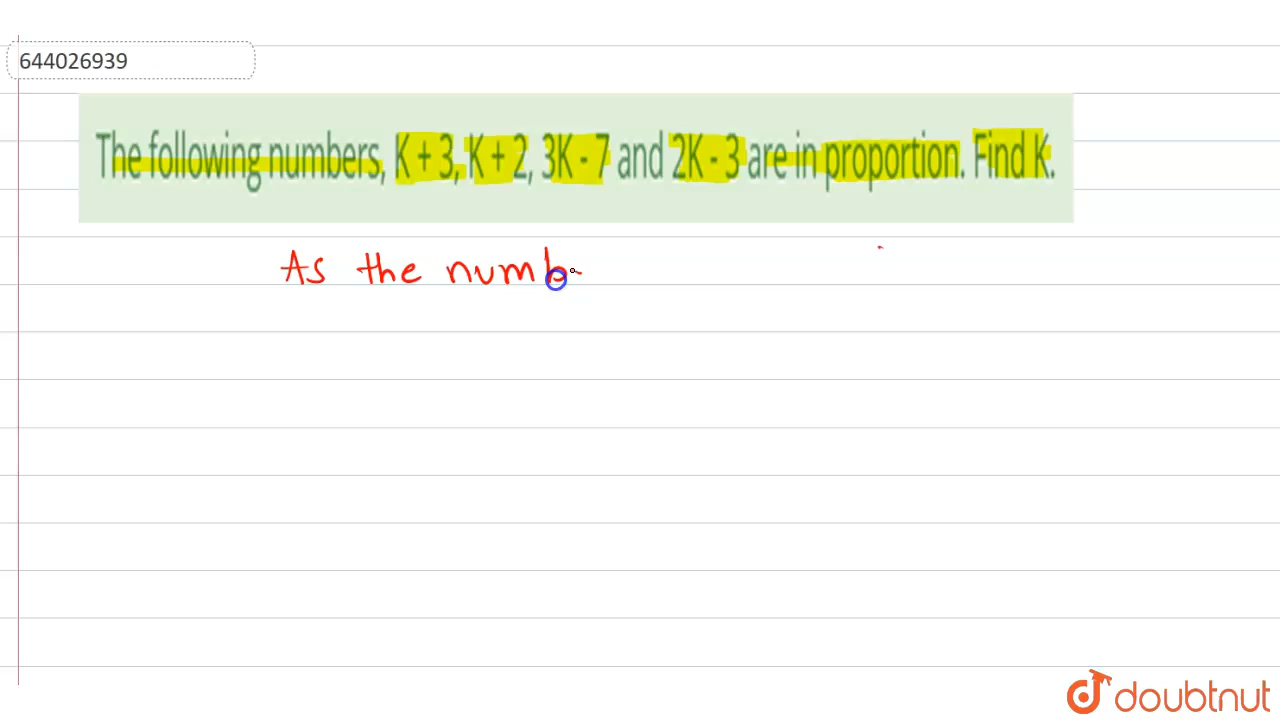 644026939
The following numbers, K + 3, K + 2, 3K - 7 and 2K - 3 are in proportion. Find K.
As the numb
doubtnut